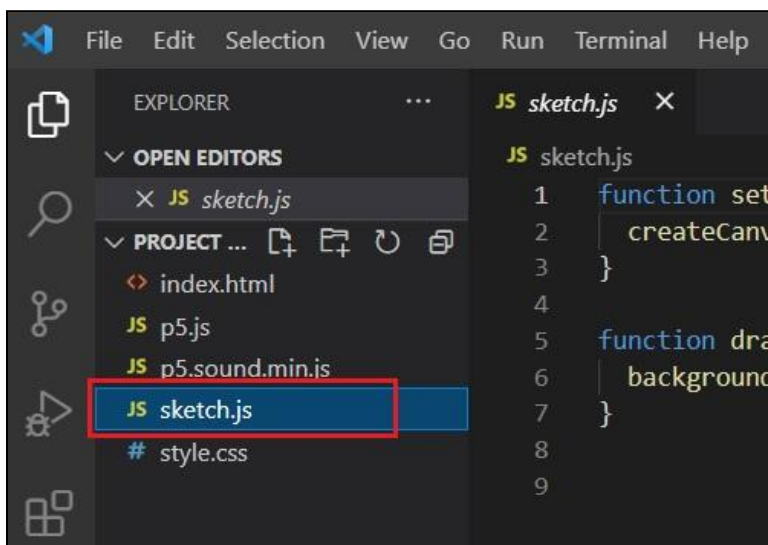 File Edit Selection View Go Run Terminal Help
EXPLORER ...
OPEN EDITORS
JS sketch.js
PROJECT ...
index.html
JS p5.js
JS p5.sound.min.js
JS sketch.js
# style.css
JS sketch.js
JS sketch.js
1 function set
2 createCanv
3 }
4
5 function dra
6 background
7 }
8
9